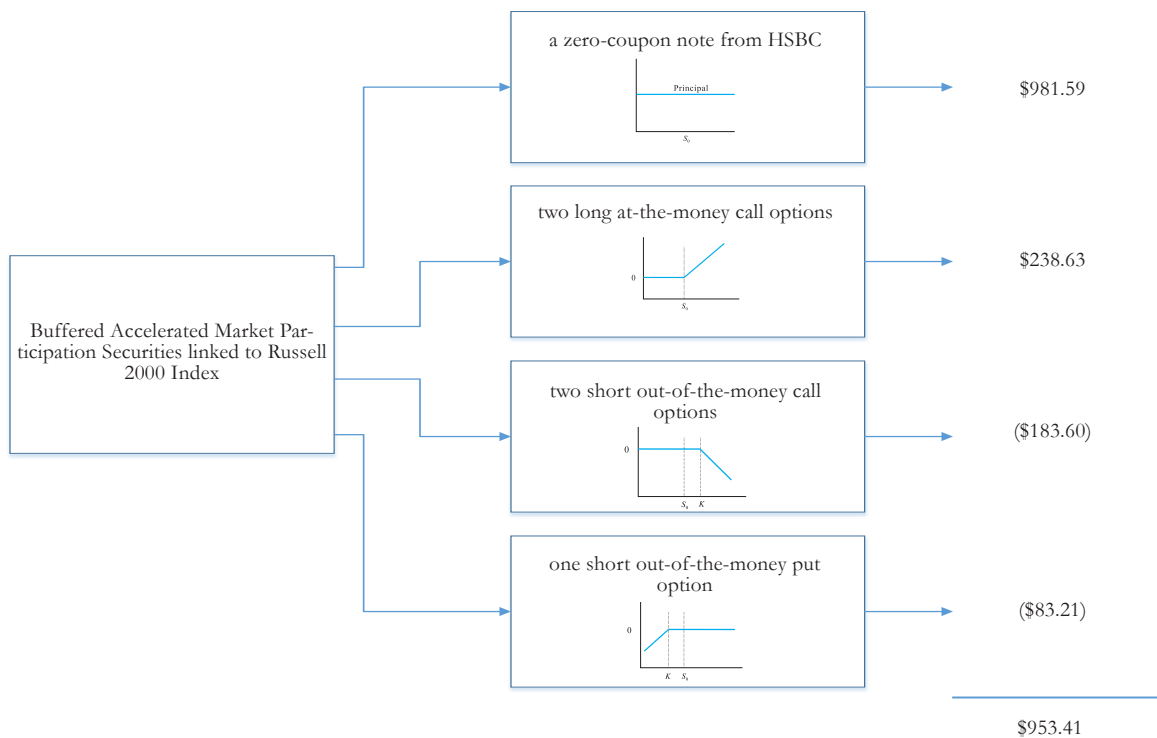 a zero-coupon note from HSBC
Principal
S₀
$981.59
two long at-the-money call options
0
S₀
$238.63
Buffered Accelerated Market Par-
ticipation Securities linked to Russell
2000 Index
two short out-of-the-money call
options
0
S₀ K
($183.60)
one short out-of-the-money put
option
0
K S₀
($83.21)
$953.41